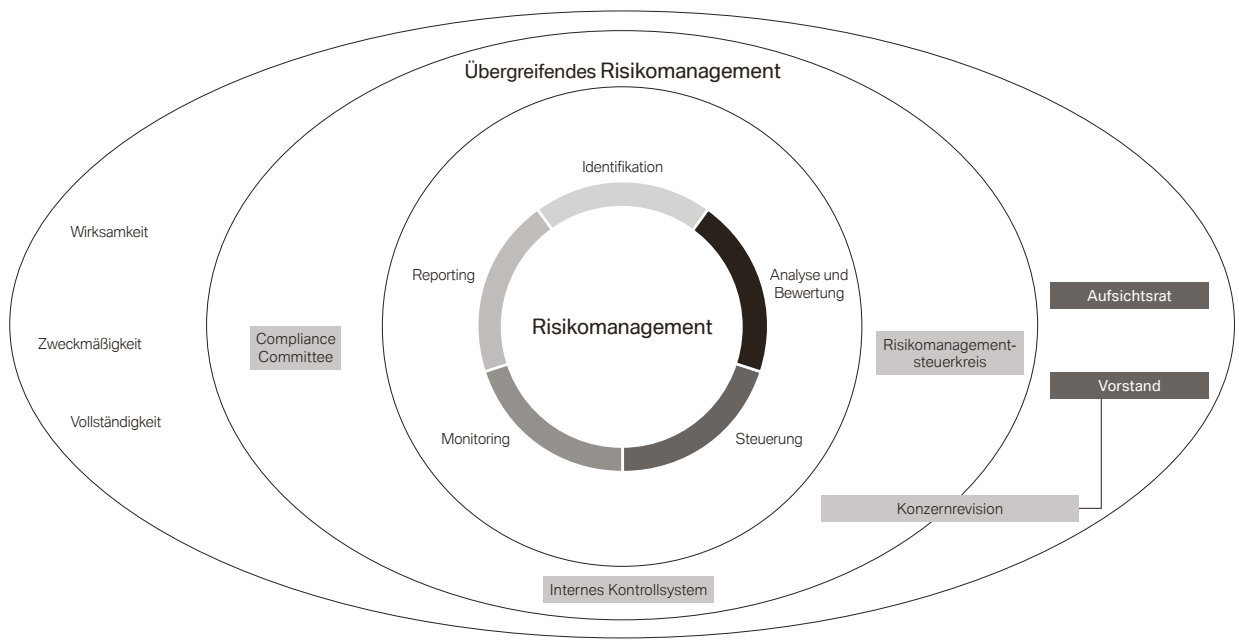 Übergreifendes Risikomanagement
Identifikation
Wirksamkeit
Reporting
Analyse und
Bewertung
Aufsichtsrat
Risikomanagement
Zweckmäßigkeit
Compliance
Committee
Risikomanagement-
steuerkreis
Vorstand
Vollständigkeit
Monitoring
Steuerung
Konzernrevision
Internes Kontrollsystem